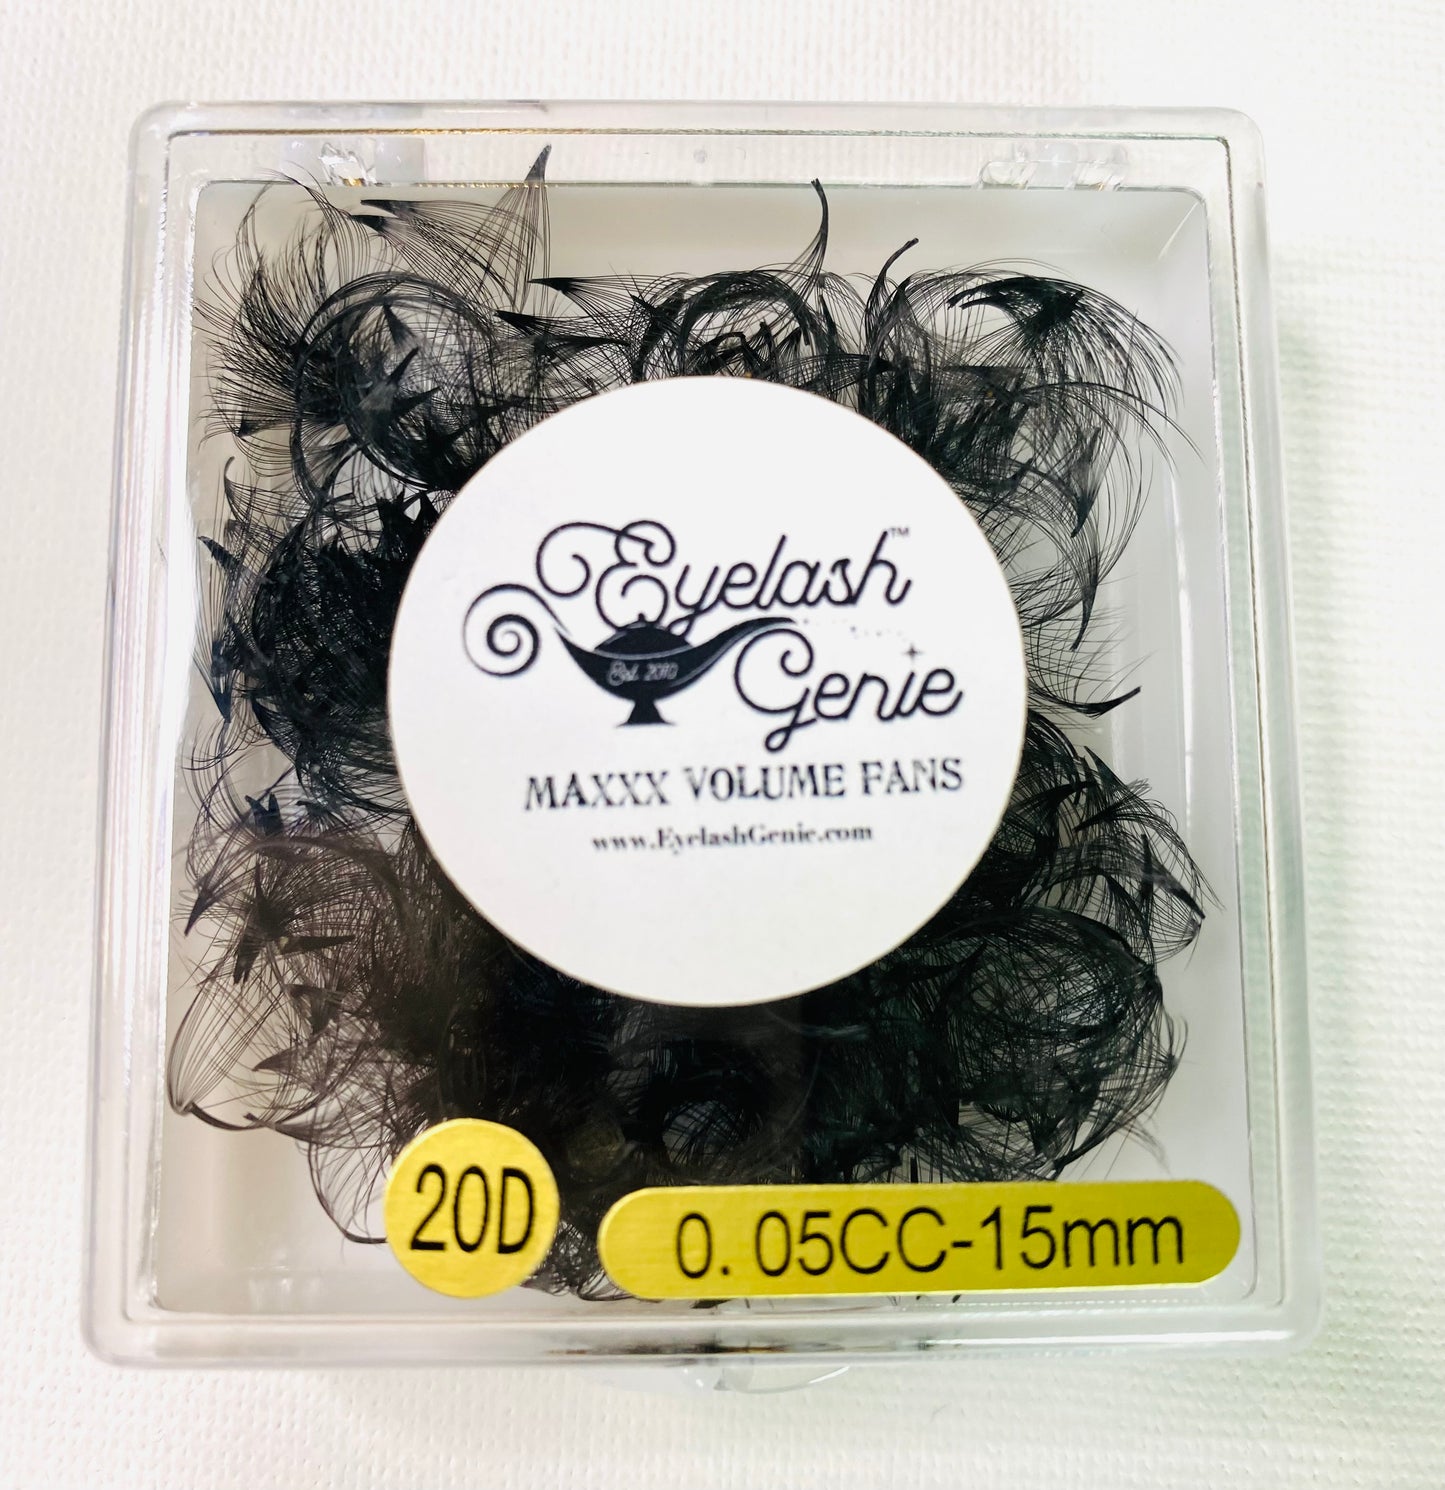 Eyelash™
Genie
Est. 2010
MAXXX VOLUME FANS
www.EyelashGenie.com
20D
0.05CC-15mm